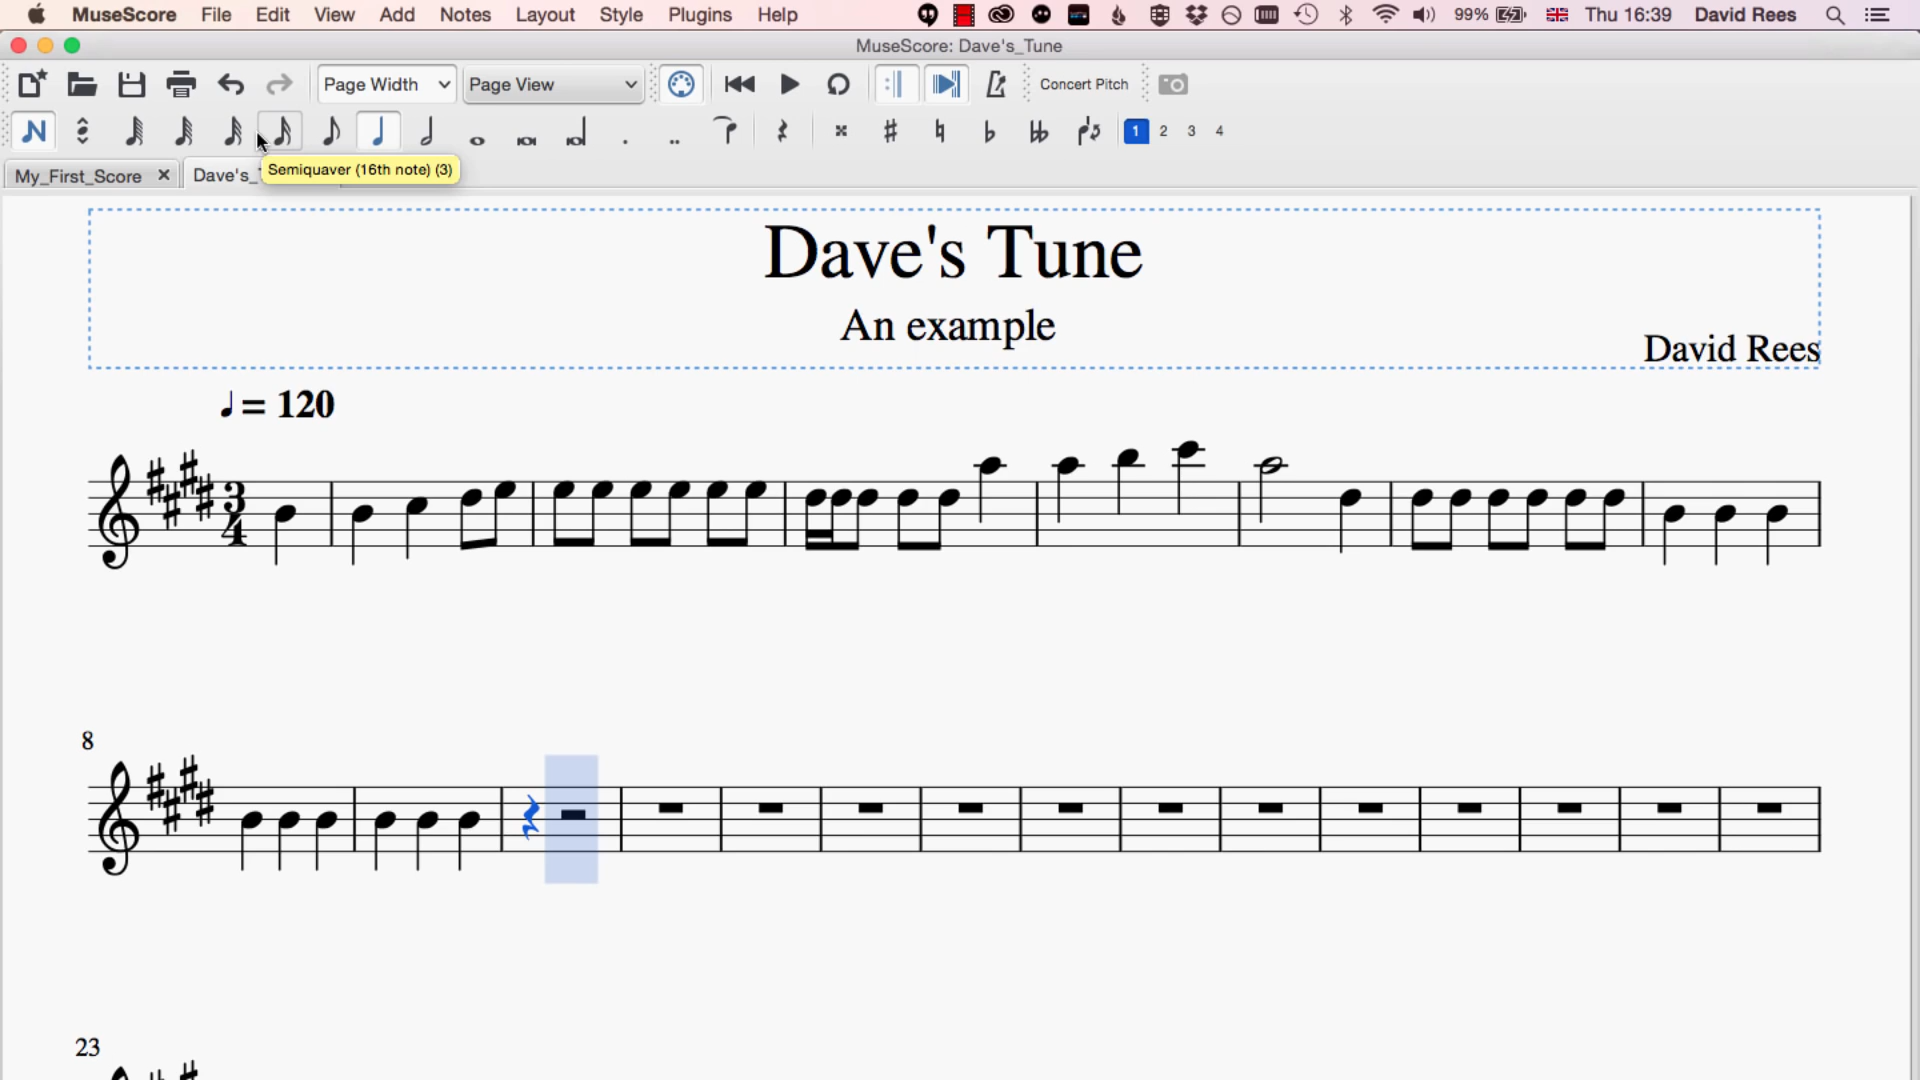 MuseScore File Edit View Add Notes Layout Style Plugins Help 99% Thu 16:39 David Rees
MuseScore: Dave's_Tune
Page Width Page View Concert Pitch
1 2 3 4
My_First_Score Dave's_
Semiquaver (16th note) (3)
Dave's Tune
An example
David Rees
= 120
3
4
8
23